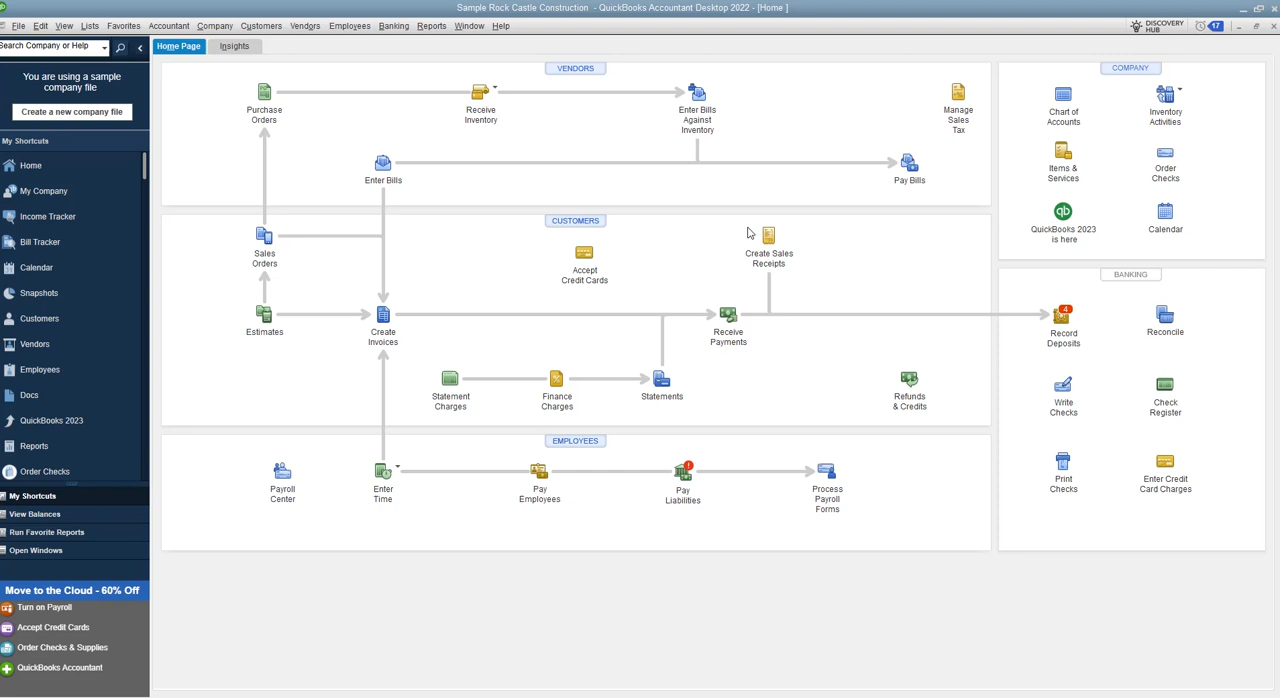 Sample Rock Castle Construction - QuickBooks Accountant Desktop 2022 - [Home ]
File Edit View Lists Favorites Accountant Company Customers Vendors Employees Banking Reports Window Help
DISCOVERY
HUB
17
Search Company or Help
Home Page
Insights
You are using a sample
company file
Create a new company file
My Shortcuts
Home
My Company
Income Tracker
Bill Tracker
Calendar
Snapshots
Customers
Vendors
Employees
Docs
QuickBooks 2023
Reports
Order Checks
My Shortcuts
View Balances
Run Favorite Reports
Open Windows
Move to the Cloud - 60% Off
Turn on Payroll
Accept Credit Cards
Order Checks & Supplies
QuickBooks Accountant
VENDORS
Purchase
Orders
Receive
Inventory
Enter Bills
Against
Inventory
Manage
Sales
Tax
Enter Bills
Pay Bills
CUSTOMERS
Sales
Orders
Accept
Credit Cards
Create Sales
Receipts
Estimates
Create
Invoices
Receive
Payments
Statement
Charges
Finance
Charges
Statements
Refunds
& Credits
EMPLOYEES
Payroll
Center
Enter
Time
Pay
Employees
!
Pay
Liabilities
Process
Payroll
Forms
COMPANY
Chart of
Accounts
Inventory
Activities
Items &
Services
Order
Checks
qb
QuickBooks 2023
is here
Calendar
BANKING
4
Record
Deposits
Reconcile
Write
Checks
Check
Register
Print
Checks
Enter Credit
Card Charges